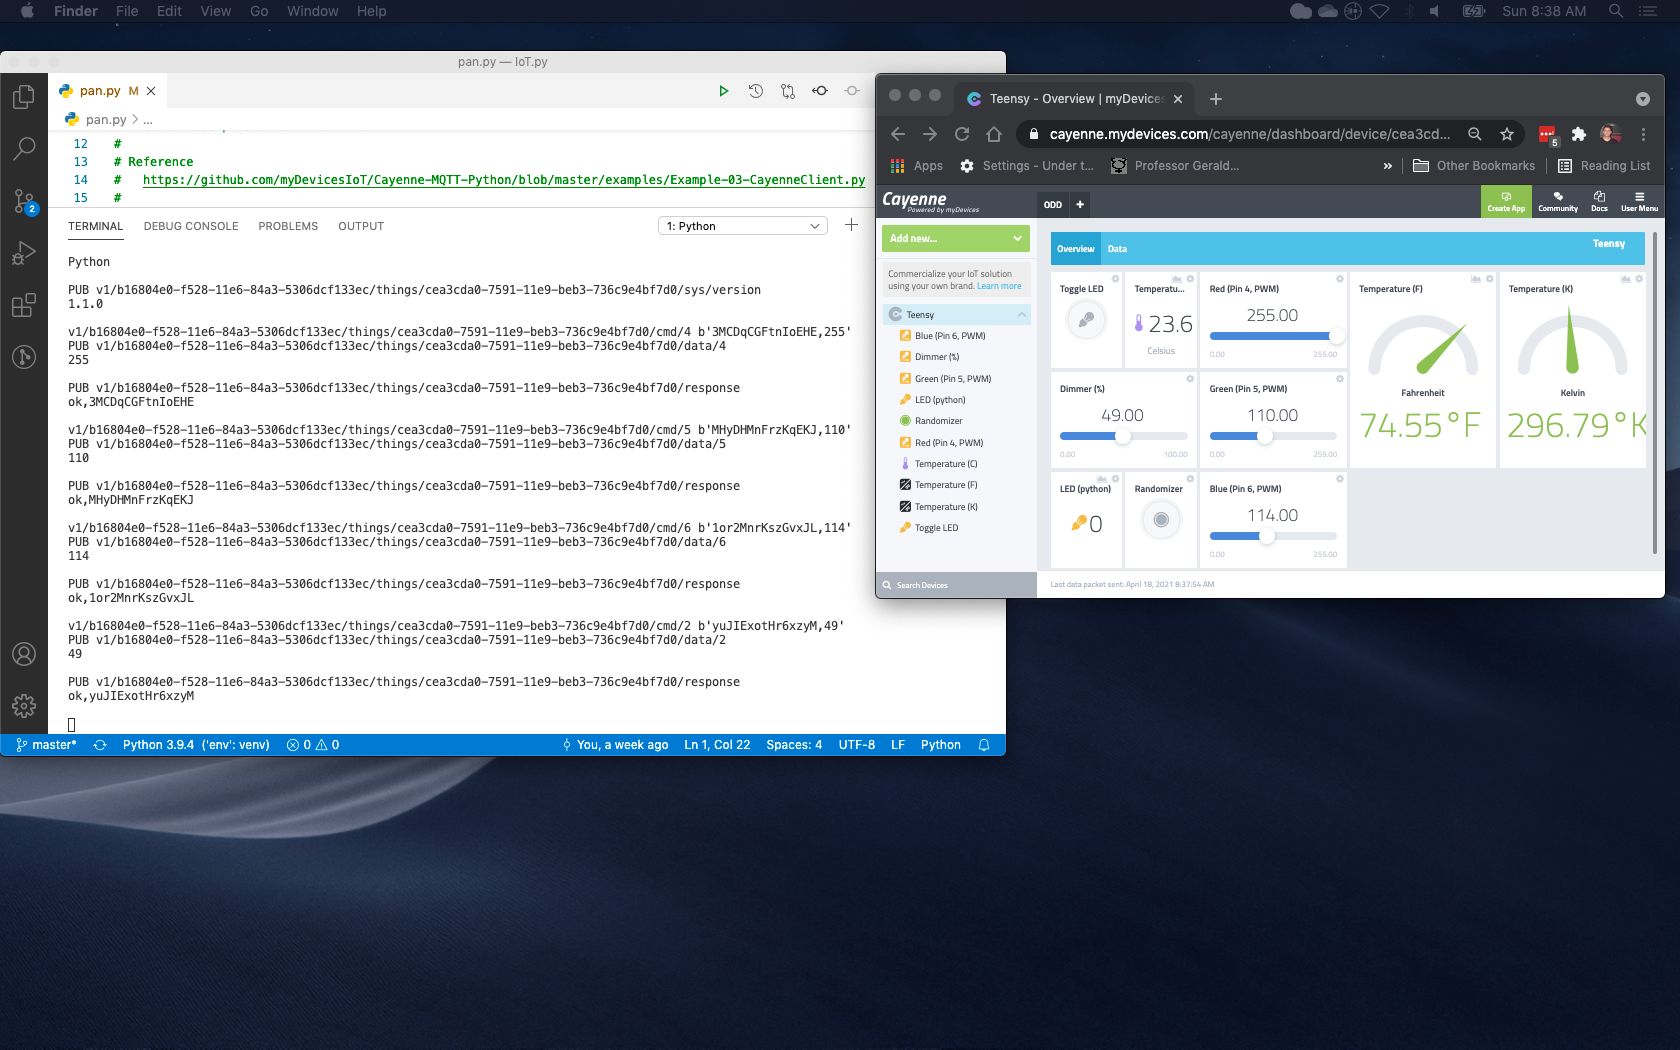 Finder File Edit View Go Window Help
Sun 8:38 AM
pan.py — IoT.py
pan.py M
pan.py > ...
12 #
13 # Reference
14 # https://github.com/myDevicesIoT/Cayenne-MQTT-Python/blob/master/examples/Example-03-CayenneClient.py
15 #
TERMINAL DEBUG CONSOLE PROBLEMS OUTPUT
1: Python
Python
PUB v1/b16804e0-f528-11e6-84a3-5306dcf133ec/things/cea3cda0-7591-11e9-beb3-736c9e4bf7d0/sys/version
1.1.0
v1/b16804e0-f528-11e6-84a3-5306dcf133ec/things/cea3cda0-7591-11e9-beb3-736c9e4bf7d0/cmd/4 b'3MCDqCGFtnIoEHE,255'
PUB v1/b16804e0-f528-11e6-84a3-5306dcf133ec/things/cea3cda0-7591-11e9-beb3-736c9e4bf7d0/data/4
255
PUB v1/b16804e0-f528-11e6-84a3-5306dcf133ec/things/cea3cda0-7591-11e9-beb3-736c9e4bf7d0/response
ok,3MCDqCGFtnIoEHE
v1/b16804e0-f528-11e6-84a3-5306dcf133ec/things/cea3cda0-7591-11e9-beb3-736c9e4bf7d0/cmd/5 b'MHyDHMnFrzKqEKJ,110'
PUB v1/b16804e0-f528-11e6-84a3-5306dcf133ec/things/cea3cda0-7591-11e9-beb3-736c9e4bf7d0/data/5
110
PUB v1/b16804e0-f528-11e6-84a3-5306dcf133ec/things/cea3cda0-7591-11e9-beb3-736c9e4bf7d0/response
ok,MHyDHMnFrzKqEKJ
v1/b16804e0-f528-11e6-84a3-5306dcf133ec/things/cea3cda0-7591-11e9-beb3-736c9e4bf7d0/cmd/6 b'1or2MnrKszGvxJL,114'
PUB v1/b16804e0-f528-11e6-84a3-5306dcf133ec/things/cea3cda0-7591-11e9-beb3-736c9e4bf7d0/data/6
114
PUB v1/b16804e0-f528-11e6-84a3-5306dcf133ec/things/cea3cda0-7591-11e9-beb3-736c9e4bf7d0/response
ok,1or2MnrKszGvxJL
v1/b16804e0-f528-11e6-84a3-5306dcf133ec/things/cea3cda0-7591-11e9-beb3-736c9e4bf7d0/cmd/2 b'yuJIExotHr6xzyM,49'
PUB v1/b16804e0-f528-11e6-84a3-5306dcf133ec/things/cea3cda0-7591-11e9-beb3-736c9e4bf7d0/data/2
49
PUB v1/b16804e0-f528-11e6-84a3-5306dcf133ec/things/cea3cda0-7591-11e9-beb3-736c9e4bf7d0/response
ok,yuJIExotHr6xzyM
2
master* Python 3.9.4 ('env': venv) 0 0 You, a week ago Ln 1, Col 22 Spaces: 4 UTF-8 LF Python
Teensy - Overview | myDevices
cayenne.mydevices.com/cayenne/dashboard/device/cea3cd...
5
Apps Settings - Under t... Professor Gerald... » Other Bookmarks Reading List
Cayenne
Powered by myDevices
ODD +
Create App Community Docs User Menu
Add new...
Commercialize your IoT solution
using your own brand. Learn more
Teensy
Blue (Pin 6, PWM)
Dimmer (%)
Green (Pin 5, PWM)
LED (python)
Randomizer
Red (Pin 4, PWM)
Temperature (C)
Temperature (F)
Temperature (K)
Toggle LED
Search Devices
Overview Data Teensy
Toggle LED
Temperatu...
23.6
Celsius
Red (Pin 4, PWM)
255.00
0.00 255.00
Temperature (F)
Fahrenheit
74.55°F
Temperature (K)
Kelvin
296.79°K
Dimmer (%)
49.00
0.00 100.00
Green (Pin 5, PWM)
110.00
0.00 255.00
LED (python)
0
Randomizer
Blue (Pin 6, PWM)
114.00
0.00 255.00
Last data packet sent: April 18, 2021 8:37:54 AM